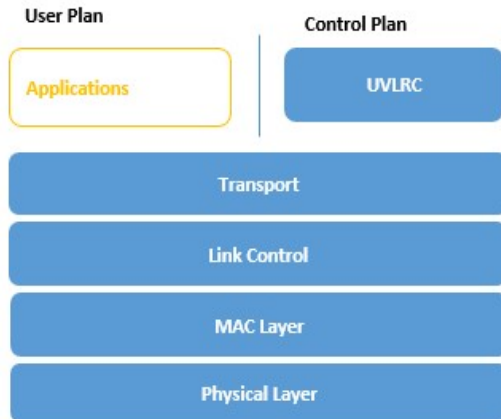 User Plan
Control Plan
Applications
UVLRC
Transport
Link Control
MAC Layer
Physical Layer